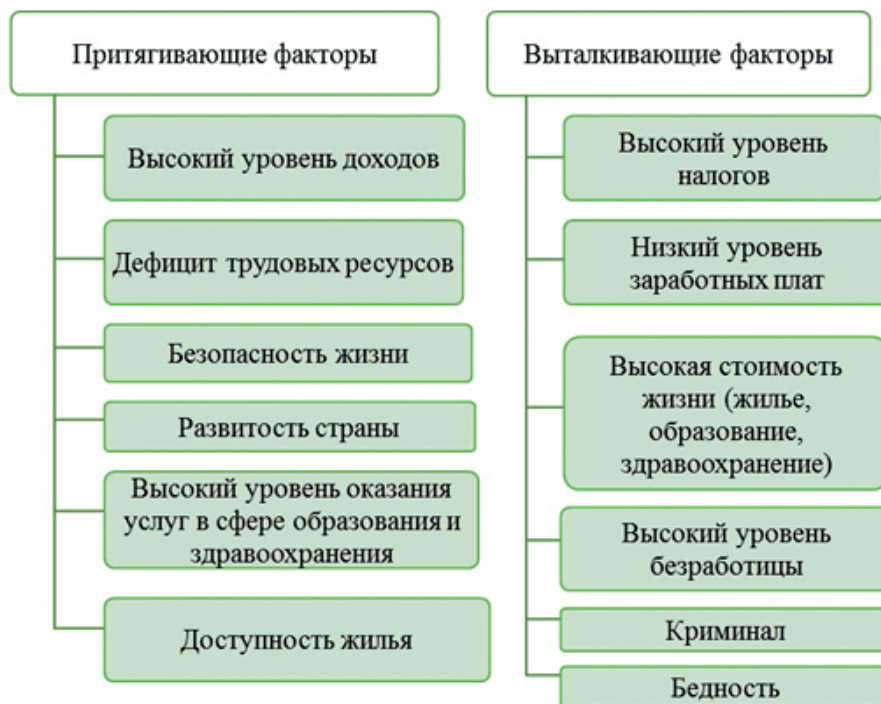 Притягивающие факторы
Высокий уровень доходов
Дефицит трудовых ресурсов
Безопасность жизни
Развитость страны
Высокий уровень оказания
услуг в сфере образования и
здравоохранения
Доступность жилья
Выталкивающие факторы
Высокий уровень
налогов
Низкий уровень
заработных плат
Высокая стоимость
жизни (жилье,
образование,
здравоохранение)
Высокий уровень
безработицы
Криминал
Бедность